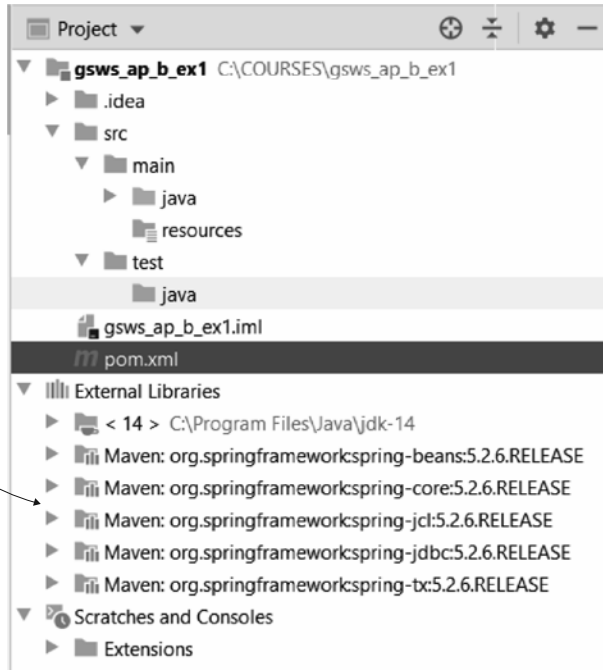 Project
gsws_ap_b_ex1 C:\COURSES\gsws_ap_b_ex1
.idea
src
main
java
resources
test
java
gsws_ap_b_ex1.iml
m pom.xml
External Libraries
< 14 > C:\Program Files\Java\jdk-14
Maven: org.springframework:spring-beans:5.2.6.RELEASE
Maven: org.springframework:spring-core:5.2.6.RELEASE
Maven: org.springframework:spring-jcl:5.2.6.RELEASE
Maven: org.springframework:spring-jdbc:5.2.6.RELEASE
Maven: org.springframework:spring-tx:5.2.6.RELEASE
Scratches and Consoles
Extensions